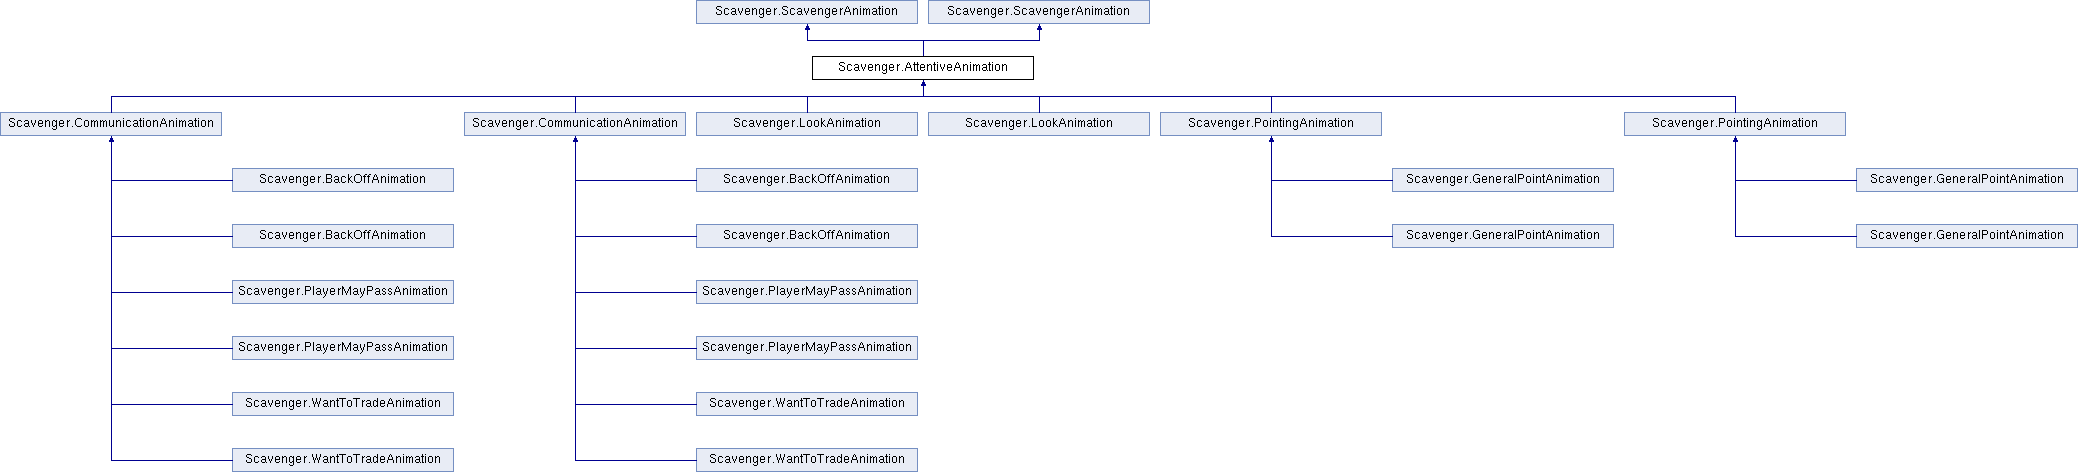 Scavenger.ScavengerAnimation Scavenger.ScavengerAnimation
Scavenger.AttentiveAnimation
Scavenger.CommunicationAnimation Scavenger.CommunicationAnimation Scavenger.LookAnimation Scavenger.LookAnimation Scavenger.PointingAnimation Scavenger.PointingAnimation
Scavenger.BackOffAnimation Scavenger.BackOffAnimation Scavenger.GeneralPointAnimation Scavenger.GeneralPointAnimation
Scavenger.BackOffAnimation Scavenger.BackOffAnimation Scavenger.GeneralPointAnimation Scavenger.GeneralPointAnimation
Scavenger.PlayerMayPassAnimation Scavenger.PlayerMayPassAnimation
Scavenger.PlayerMayPassAnimation Scavenger.PlayerMayPassAnimation
Scavenger.WantToTradeAnimation Scavenger.WantToTradeAnimation
Scavenger.WantToTradeAnimation Scavenger.WantToTradeAnimation